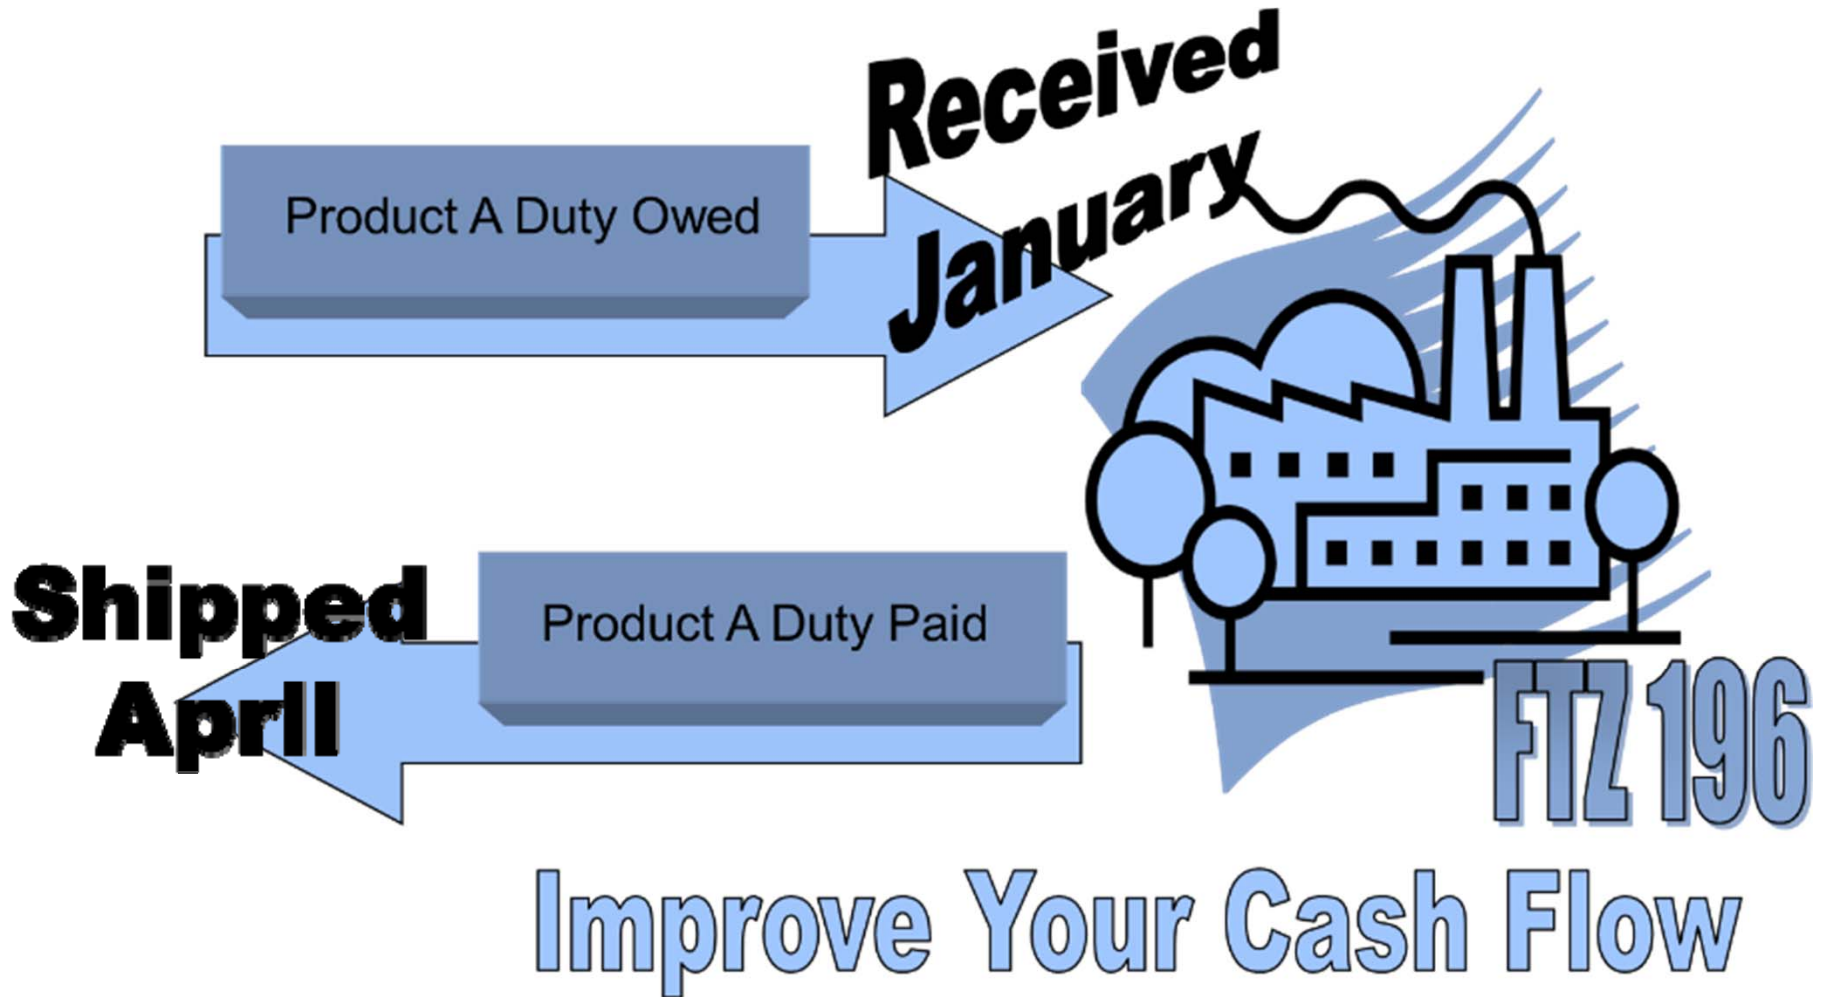 Received
January
Product A Duty Owed
Shipped
April
Product A Duty Paid
FTZ 196
Improve Your Cash Flow